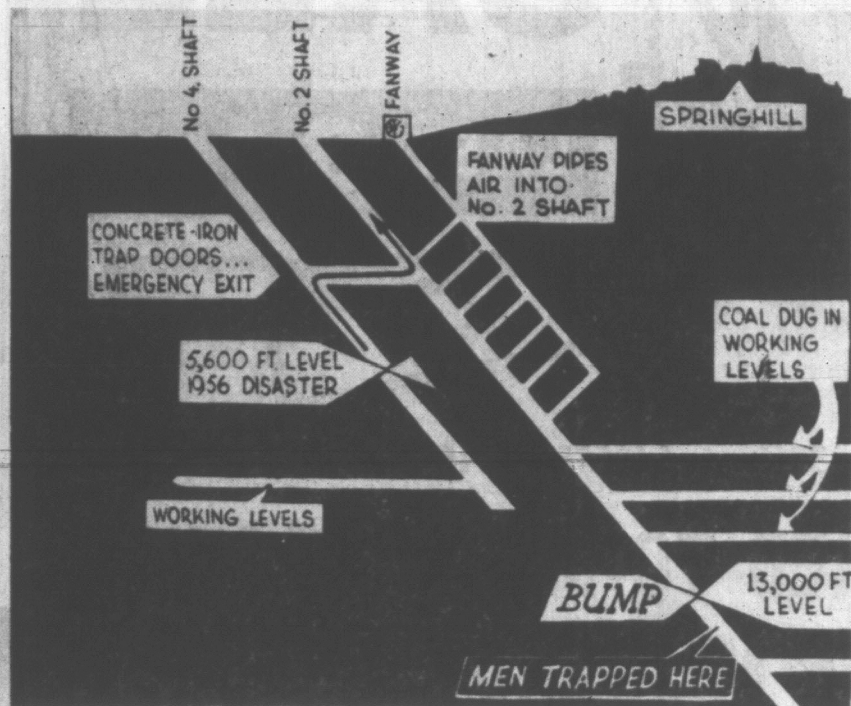 No 4, SHAFT
No. 2 SHAFT
FANWAY
SPRINGHILL
FANWAY PIPES
AIR INTO
No. 2 SHAFT
CONCRETE-IRON
TRAP DOORS...
EMERGENCY EXIT
COAL DUG IN
WORKING
LEVELS
5,600 FT. LEVEL
1956 DISASTER
WORKING LEVELS
BUMP
13,000 FT
LEVEL
MEN TRAPPED HERE